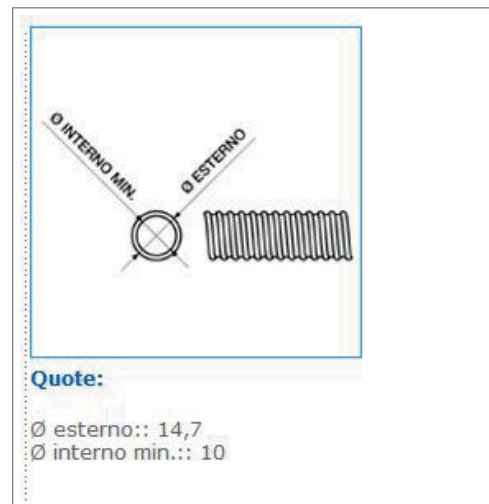 Ø INTERNO MIN.
Ø ESTERNO
Quote:
Ø esterno:: 14,7
Ø interno min.:: 10